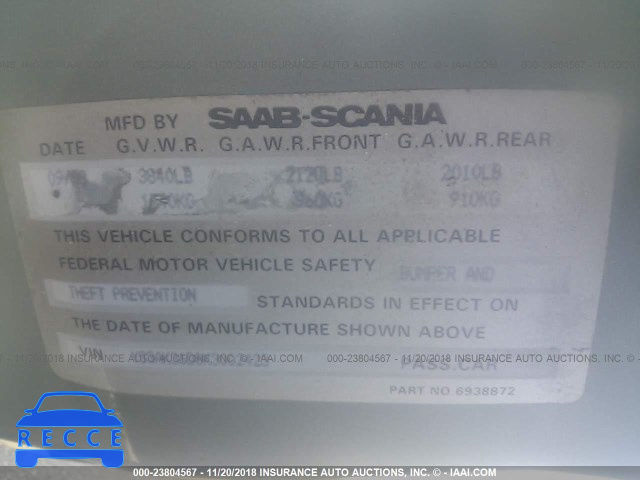 MFD BY SAAB-SCANIA
DATE G.V.W.R. G.A.W.R.FRONT G.A.W.R.REAR
3840LB 2120LB 2010LB
960KG 910KG
THIS VEHICLE CONFORMS TO ALL APPLICABLE
FEDERAL MOTOR VEHICLE SAFETY BUMPER AND
THEFT PREVENTION STANDARDS IN EFFECT ON
THE DATE OF MANUFACTURE SHOWN ABOVE
VIN PASS.CAR
000-23804567 - 11/20/2018 INSURANCE AUTO AUCTIONS, INC. © - IAAI.COM
PART NO 6938872
RECCE
000-23804567 - 11/20/2018 INSURANCE AUTO AUCTIONS, INC. © - IAAI.COM